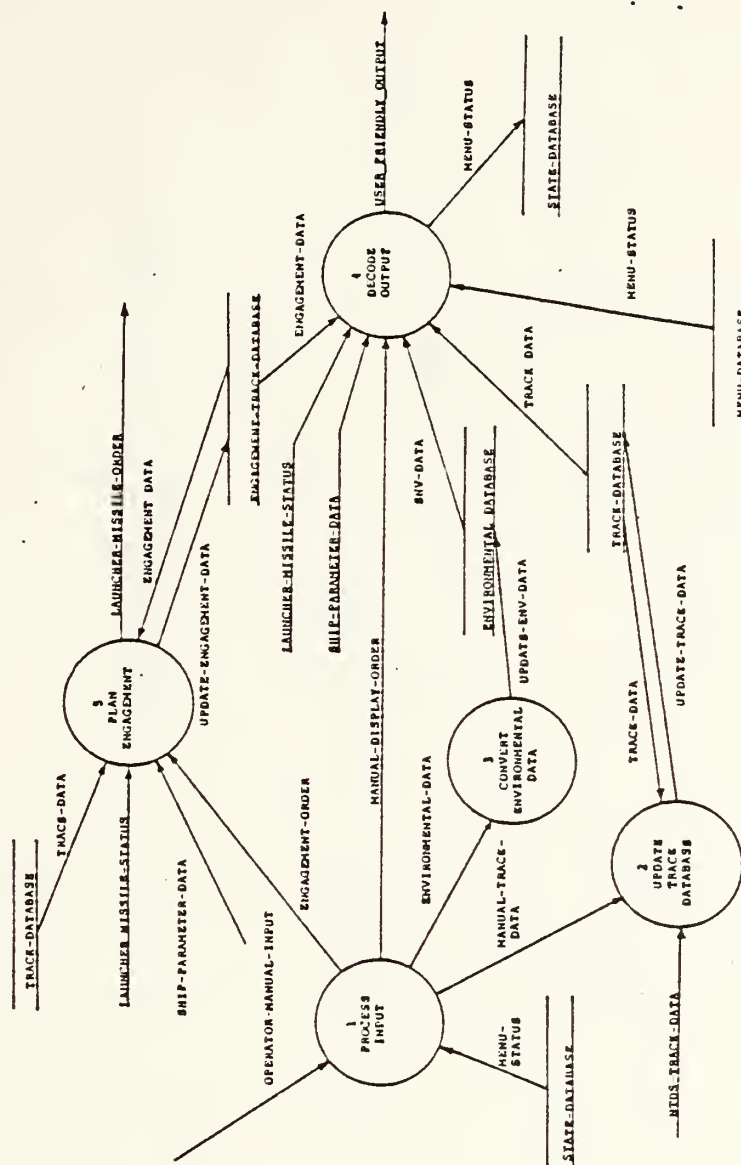 TRACK-DATABASE
TRACK-DATA
LAUNCHER MISSILE-STATUS
SHIP-PARAMETER-DATA
OPERATOR-MANUAL-INPUT
5
PLAN
ENGAGEMENT
LAUNCHER-MISSILE-ORDER
ENGAGEMENT DATA
UPDATE-ENGAGEMENT-DATA
ENGAGEMENT-TRACK-DATABASE
ENGAGEMENT-DATA
LAUNCHER-MISSILE-STATUS
SHIP-PARAMETER-DATA
ENGAGEMENT-ORDER
MANUAL-DISPLAY-ORDER
1
PROCESS
INPUT
MENU-
STATUS
STATE-DATABASE
ENVIRONMENTAL-DATA
MANUAL-TRACK-
DATA
3
CONVERT
ENVIRONMENTAL
DATA
UPDATE-ENV-DATA
ENVIRONMENTAL DATABASE
ENV-DATA
4
DECODE
OUTPUT
USER FRIENDLY OUTPUT
MENU-STATUS
STATE-DATABASE
MENU-STATUS
MENU-DATABASE
TRACK DATA
TRACK-DATABASE
TRACK-DATA
UPDATE-TRACK-DATA
2
UPDATE
TRACK
DATABASE
NTDS-TRACK-DATA